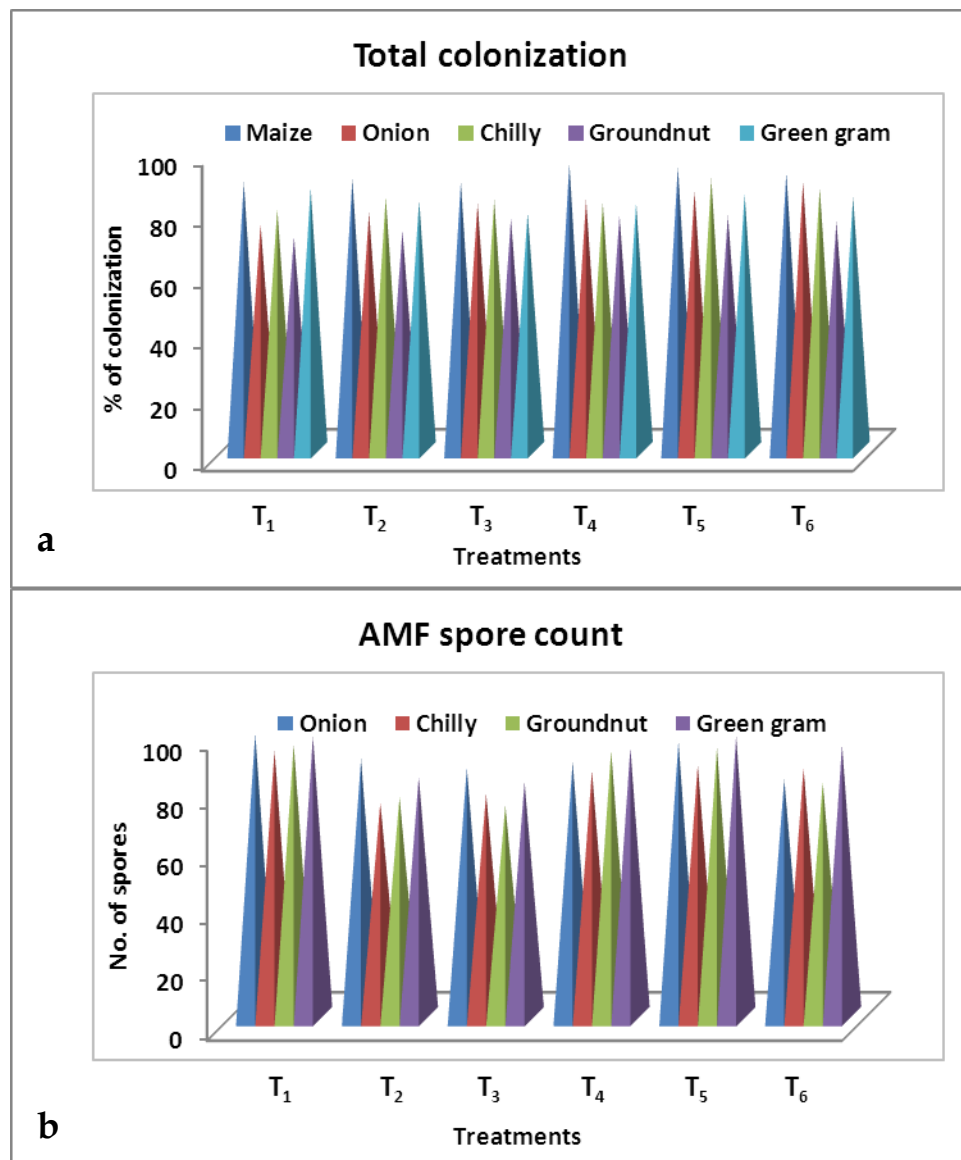 Total colonization
Maize Onion Chilly Groundnut Green gram
100
80
60
40
20
0
% of colonization
T₁ T₂ T₃ T₄ T₅ T₆
Treatments
a
AMF spore count
Onion Chilly Groundnut Green gram
100
80
60
40
20
0
No. of spores
T₁ T₂ T₃ T₄ T₅ T₆
Treatments
b